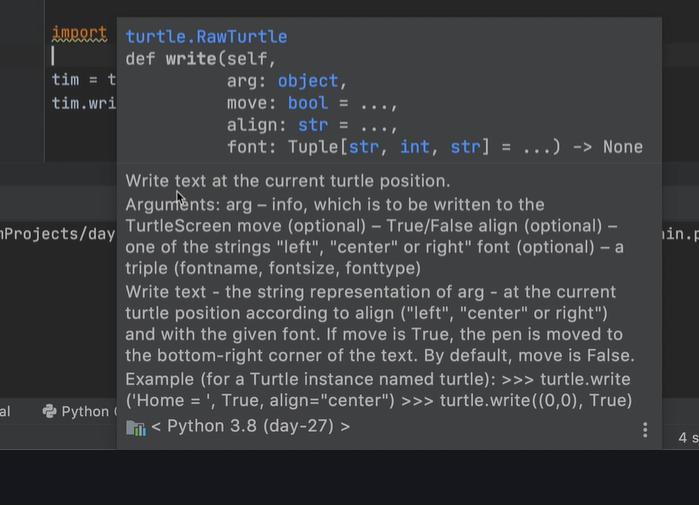 import
turtle.RawTurtle
def write(self,
arg: object,
move: bool = ...,
align: str = ...,
font: Tuple[str, int, str] = ...) -> None
tim = t
tim.wri
Write text at the current turtle position.
Arguments: arg – info, which is to be written to the
TurtleScreen move (optional) – True/False align (optional) –
one of the strings "left", "center" or right" font (optional) – a
triple (fontname, fontsize, fonttype)
Write text - the string representation of arg - at the current
turtle position according to align ("left", "center" or right")
and with the given font. If move is True, the pen is moved to
the bottom-right corner of the text. By default, move is False.
Example (for a Turtle instance named turtle): >>> turtle.write
('Home = ', True, align="center") >>> turtle.write((0,0), True)
< Python 3.8 (day-27) >
mProjects/day
in.p
al
Python
4 s